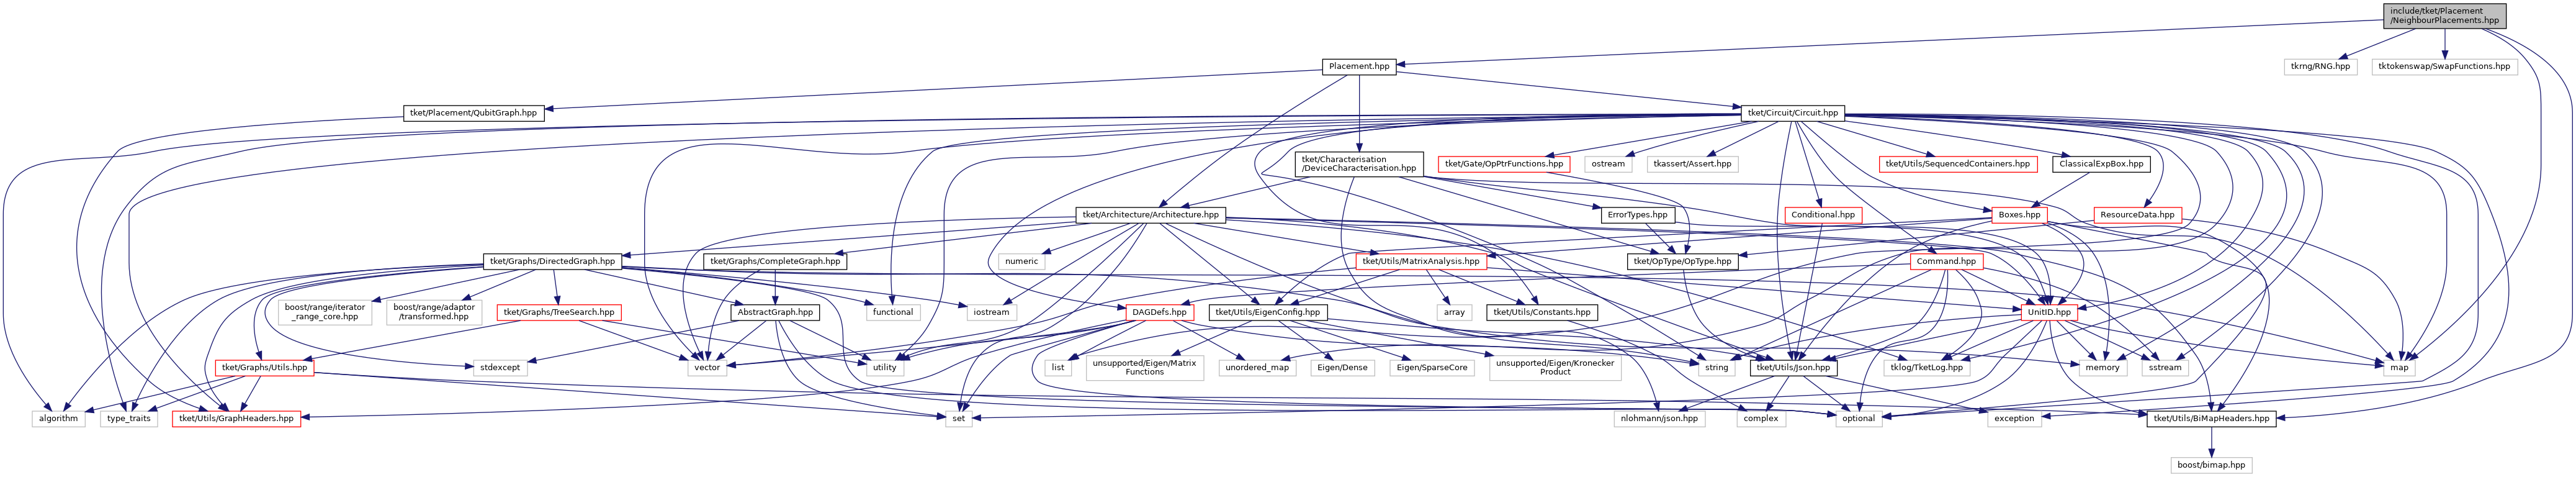 include/tket/Placement
/NeighbourPlacements.hpp
Placement.hpp
tkrng/RNG.hpp
tktokenswap/SwapFunctions.hpp
tket/Placement/QubitGraph.hpp
tket/Circuit/Circuit.hpp
tket/Characterisation
/DeviceCharacterisation.hpp
tket/Gate/OpPtrFunctions.hpp
ostream
tkassert/Assert.hpp
tket/Utils/SequencedContainers.hpp
ClassicalExpBox.hpp
tket/Architecture/Architecture.hpp
ErrorTypes.hpp
Conditional.hpp
Boxes.hpp
ResourceData.hpp
tket/Graphs/DirectedGraph.hpp
tket/Graphs/CompleteGraph.hpp
numeric
tket/Utils/MatrixAnalysis.hpp
tket/OpType/OpType.hpp
Command.hpp
boost/range/iterator
_range_core.hpp
boost/range/adaptor
/transformed.hpp
tket/Graphs/TreeSearch.hpp
AbstractGraph.hpp
functional
iostream
DAGDefs.hpp
tket/Utils/EigenConfig.hpp
array
tket/Utils/Constants.hpp
UnitID.hpp
tket/Graphs/Utils.hpp
stdexcept
vector
utility
list
unsupported/Eigen/Matrix
Functions
unordered_map
Eigen/Dense
Eigen/SparseCore
unsupported/Eigen/Kronecker
Product
string
tket/Utils/Json.hpp
tklog/TketLog.hpp
memory
sstream
map
algorithm
type_traits
tket/Utils/GraphHeaders.hpp
set
nlohmann/json.hpp
complex
optional
exception
tket/Utils/BiMapHeaders.hpp
boost/bimap.hpp